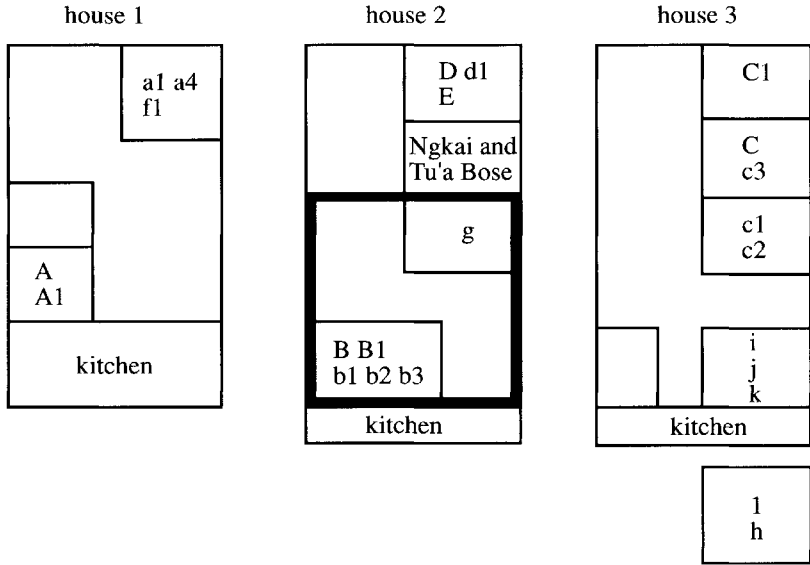 house 1
house 2
house 3
a1 a4
f1
A
A1
kitchen
D d1
E
Ngkai and
Tu'a Bose
g
B B1
b1 b2 b3
kitchen
C1
C
c3
c1
c2
i
j
k
kitchen
1
h